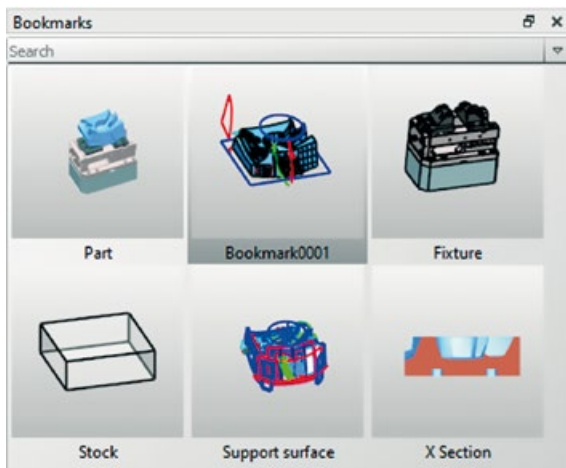 Bookmarks
Search
Part
Bookmark0001
Fixture
Stock
Support surface
X Section